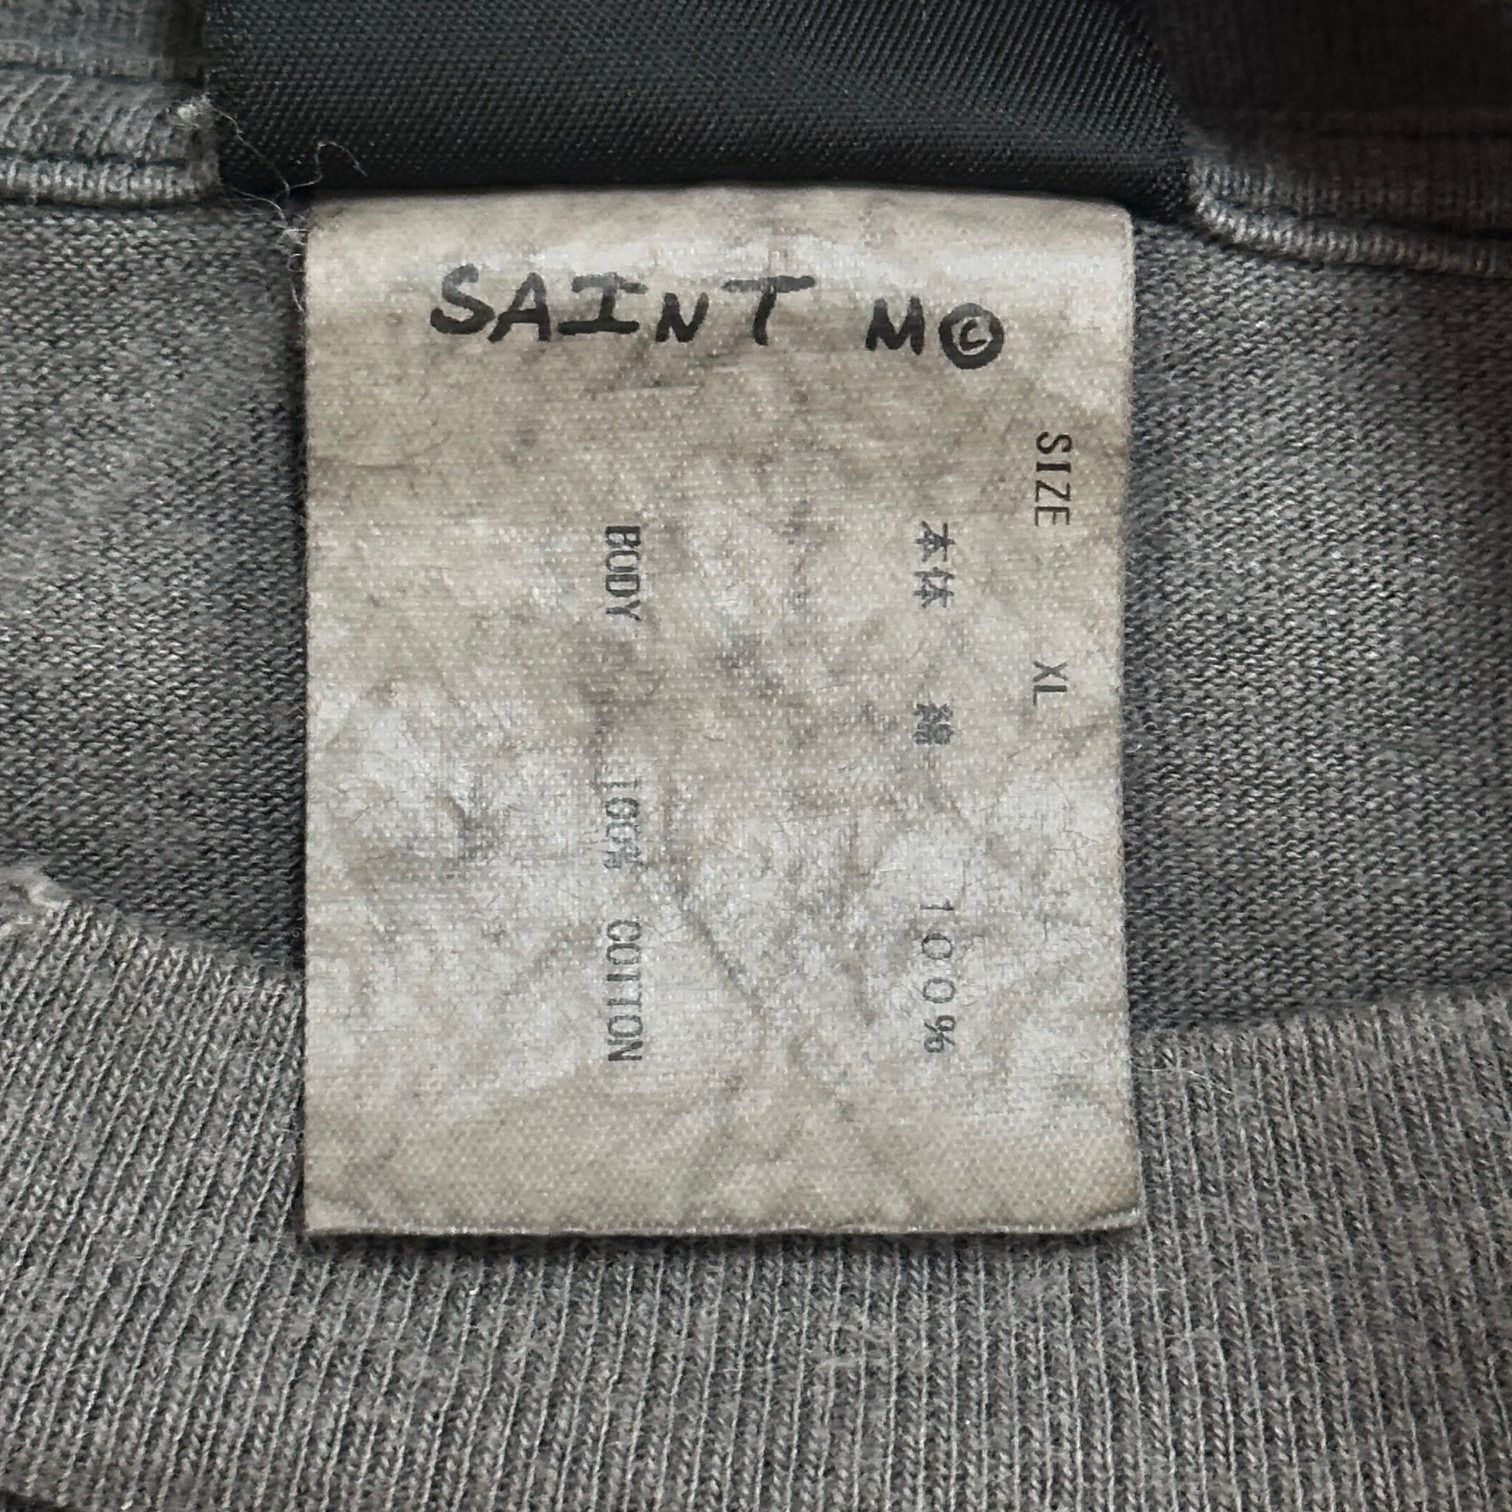 SAINT M©
SIZE XL
本体 綿 100%
BODY 100% COTTON